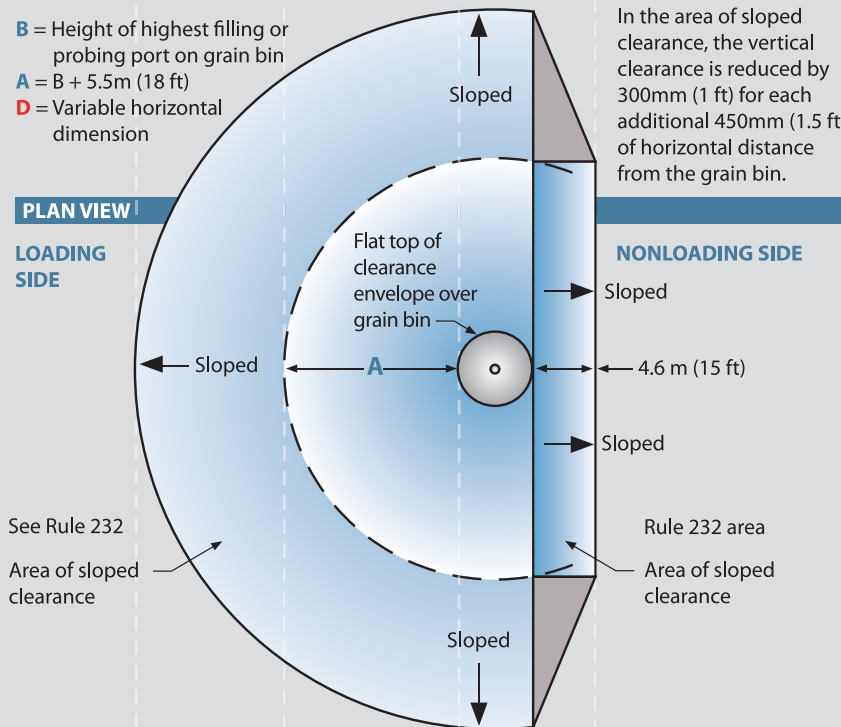 B = Height of highest filling or
probing port on grain bin
A = B + 5.5m (18 ft)
D = Variable horizontal
dimension
In the area of sloped
clearance, the vertical
clearance is reduced by
300mm (1 ft) for each
additional 450mm (1.5 ft
of horizontal distance
from the grain bin.
Sloped
PLAN VIEW
LOADING
SIDE
NONLOADING SIDE
Flat top of
clearance
envelope over
grain bin
Sloped
Sloped
A
4.6 m (15 ft)
Sloped
See Rule 232
Area of sloped
clearance
Rule 232 area
Area of sloped
clearance
Sloped